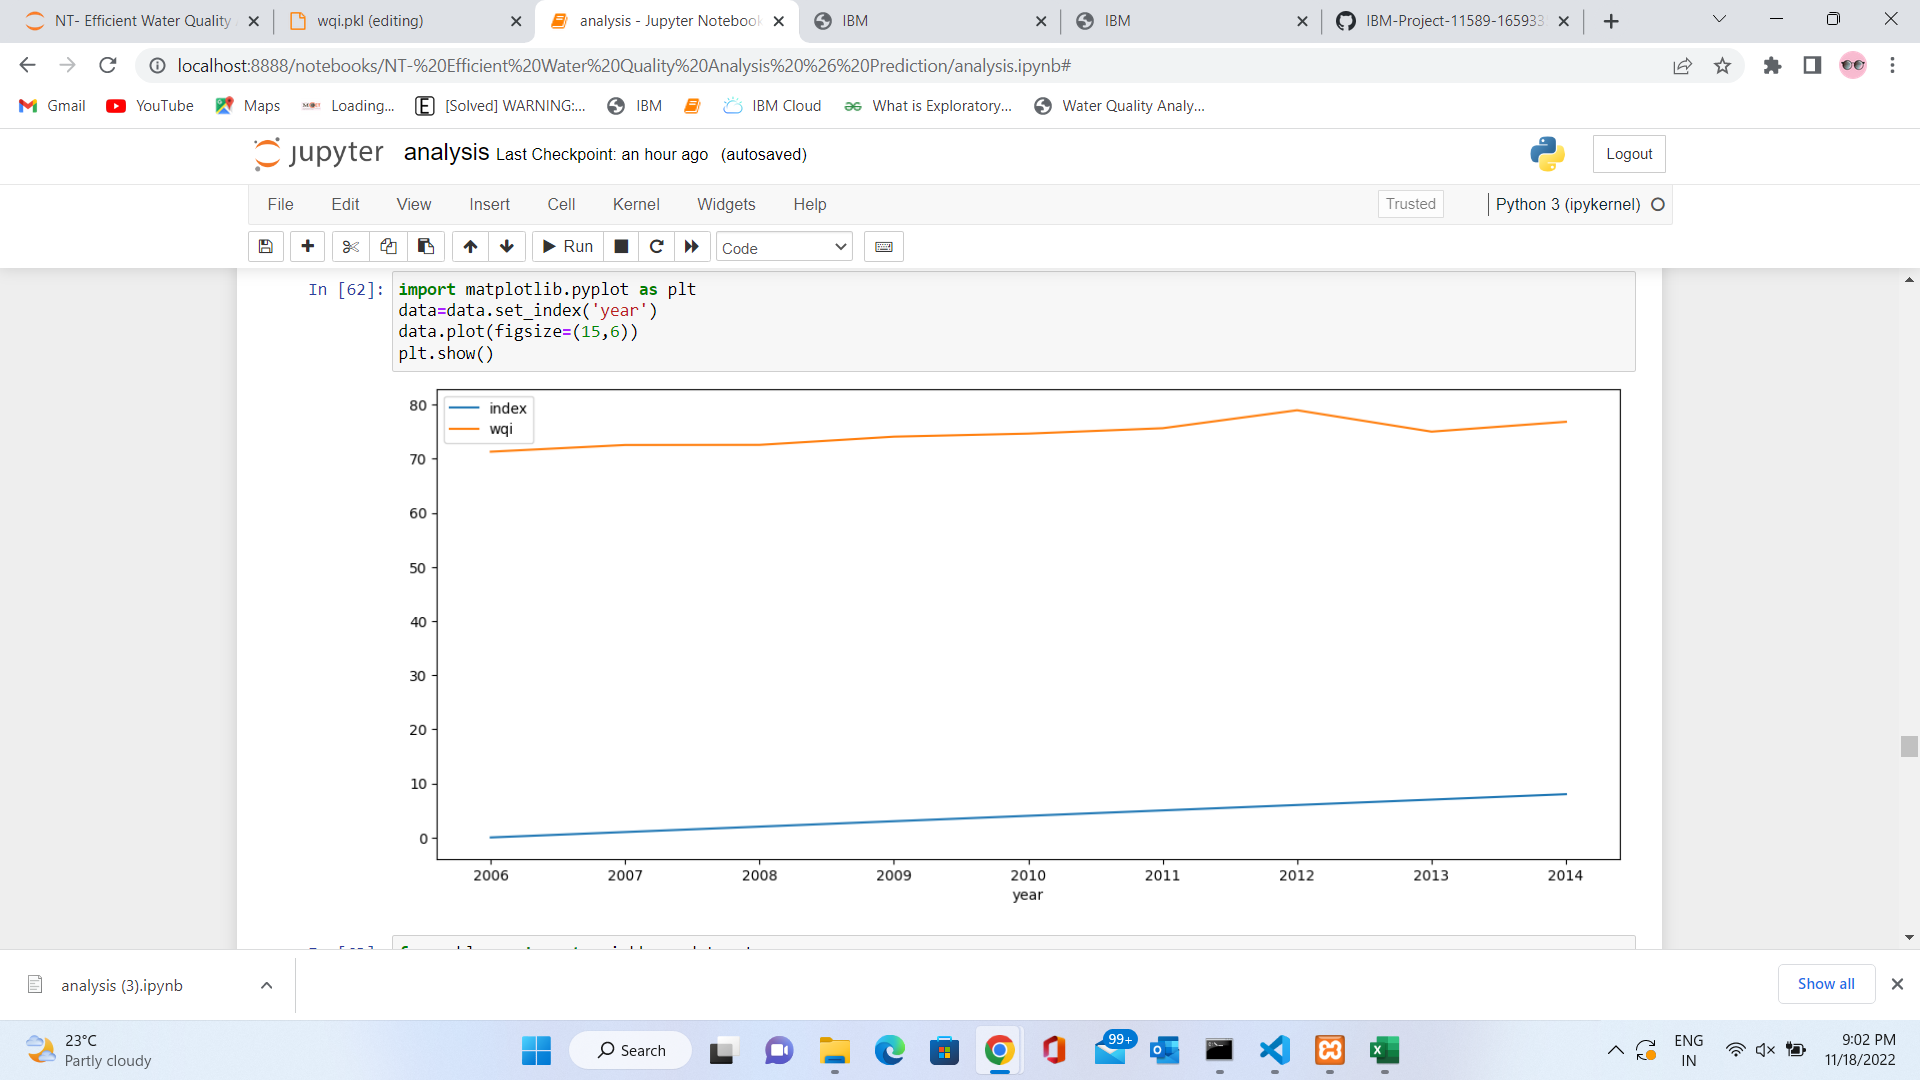 NT- Efficient Water Quality
wqi.pkl (editing)
analysis - Jupyter Notebook
IBM
IBM
IBM-Project-11589-165933
localhost:8888/notebooks/NT-%20Efficient%20Water%20Quality%20Analysis%20%26%20Prediction/analysis.ipynb#
Gmail
YouTube
Maps
Loading...
[Solved] WARNING:...
IBM
IBM Cloud
What is Exploratory...
Water Quality Analy...
jupyter analysis Last Checkpoint: an hour ago (autosaved)
Logout
File Edit View Insert Cell Kernel Widgets Help
Trusted
Python 3 (ipykernel)
Run
Code
In [62]:
import matplotlib.pyplot as plt
data=data.set_index('year')
data.plot(figsize=(15,6))
plt.show()
index
wqi
80
70
60
50
40
30
20
10
0
2006 2007 2008 2009 2010 2011 2012 2013 2014
year
analysis (3).ipynb
Show all
23°C
Partly cloudy
Search
99+
ENG
IN
9:02 PM
11/18/2022